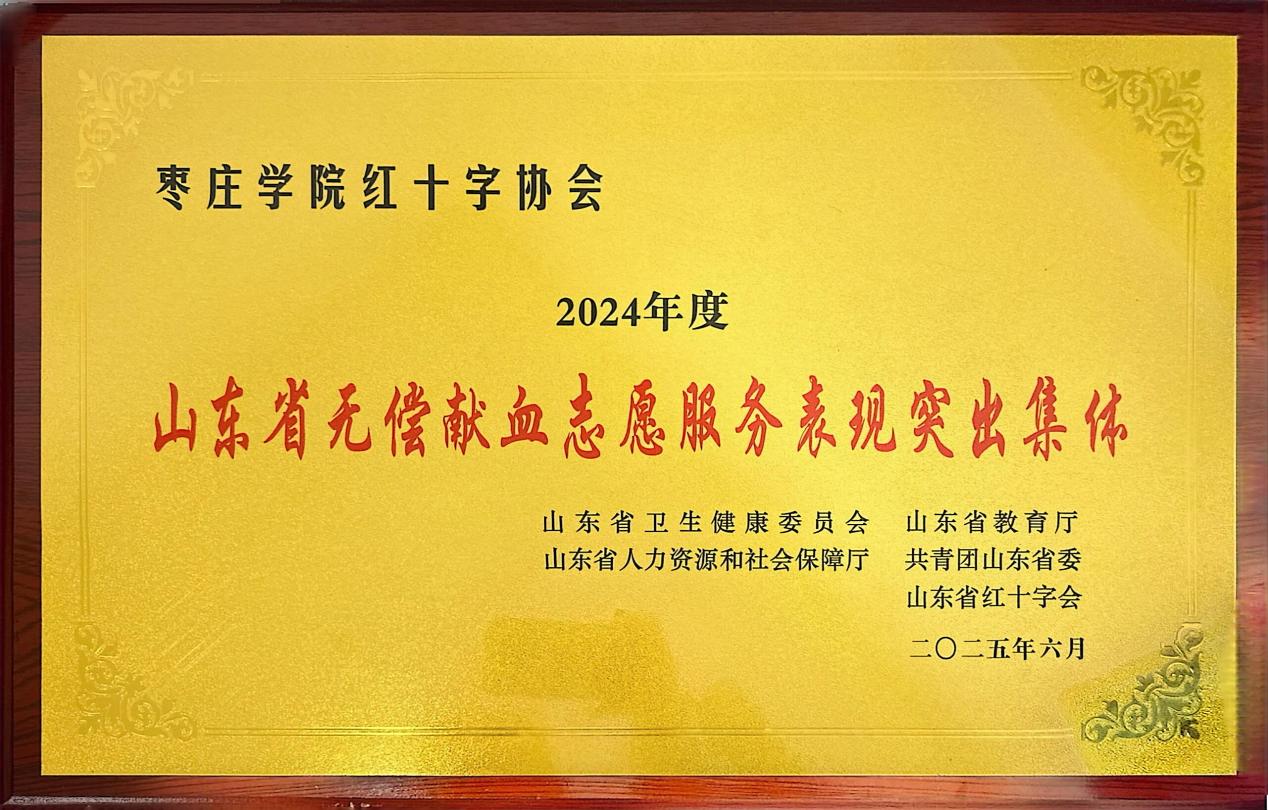 枣庄学院红十字协会
2024年度
山东省无偿献血志愿服务表现突出集体
山东省卫生健康委员会 山东省教育厅
山东省人力资源和社会保障厅 共青团山东省委
山东省红十字会
二〇二五年六月